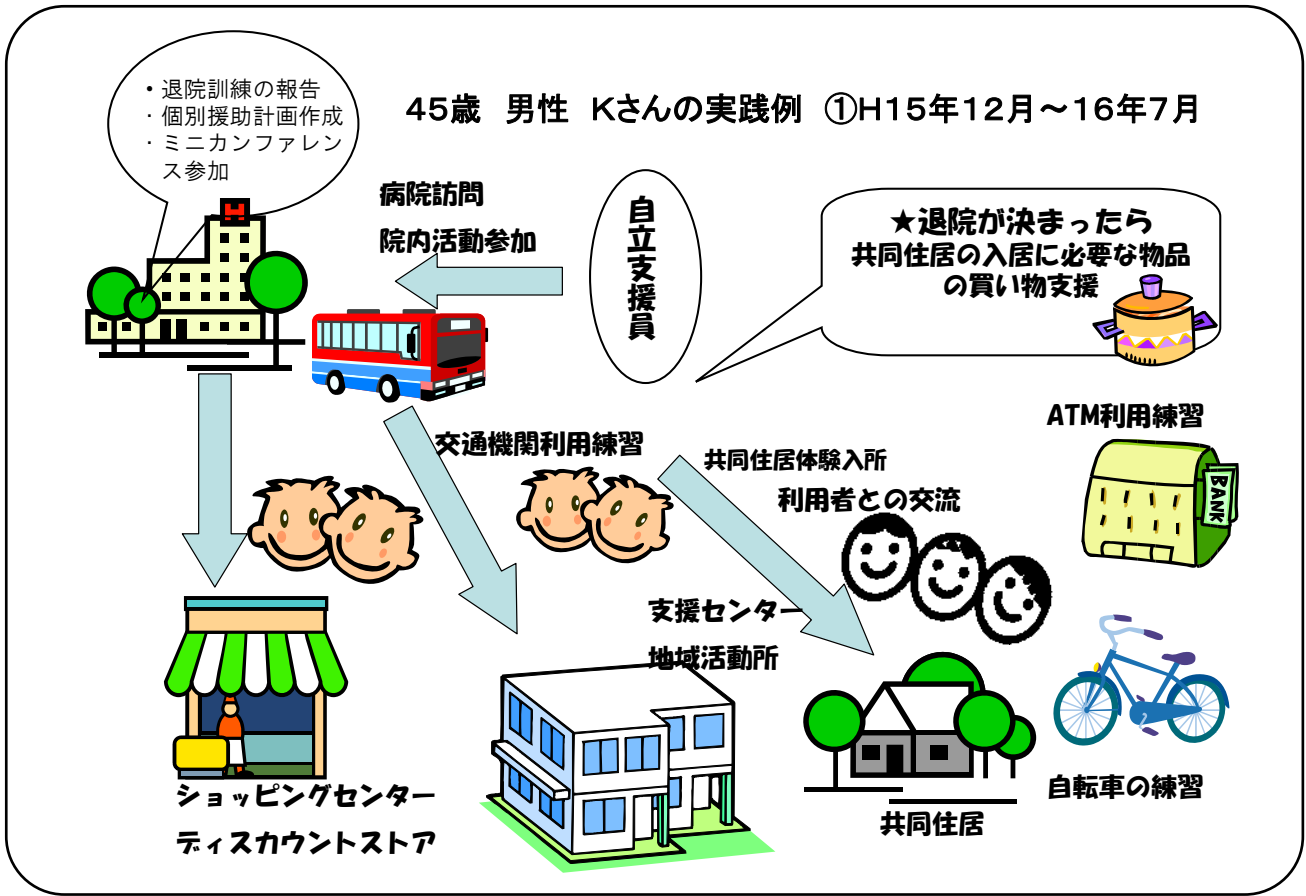 ・退院訓練の報告
・個別援助計画作成
・ミニカンファレン
ス参加
45歳 男性 Kさんの実践例 ①H15年12月～16年7月
病院訪問
院内活動参加
自立支援員
★退院が決まったら
共同住居の入居に必要な物品
の買い物支援
ATM利用練習
BANK
交通機関利用練習
共同住居体験入所
利用者との交流
支援センター
地域活動所
自転車の練習
共同住居
ショッピングセンター
ディスカウントストア